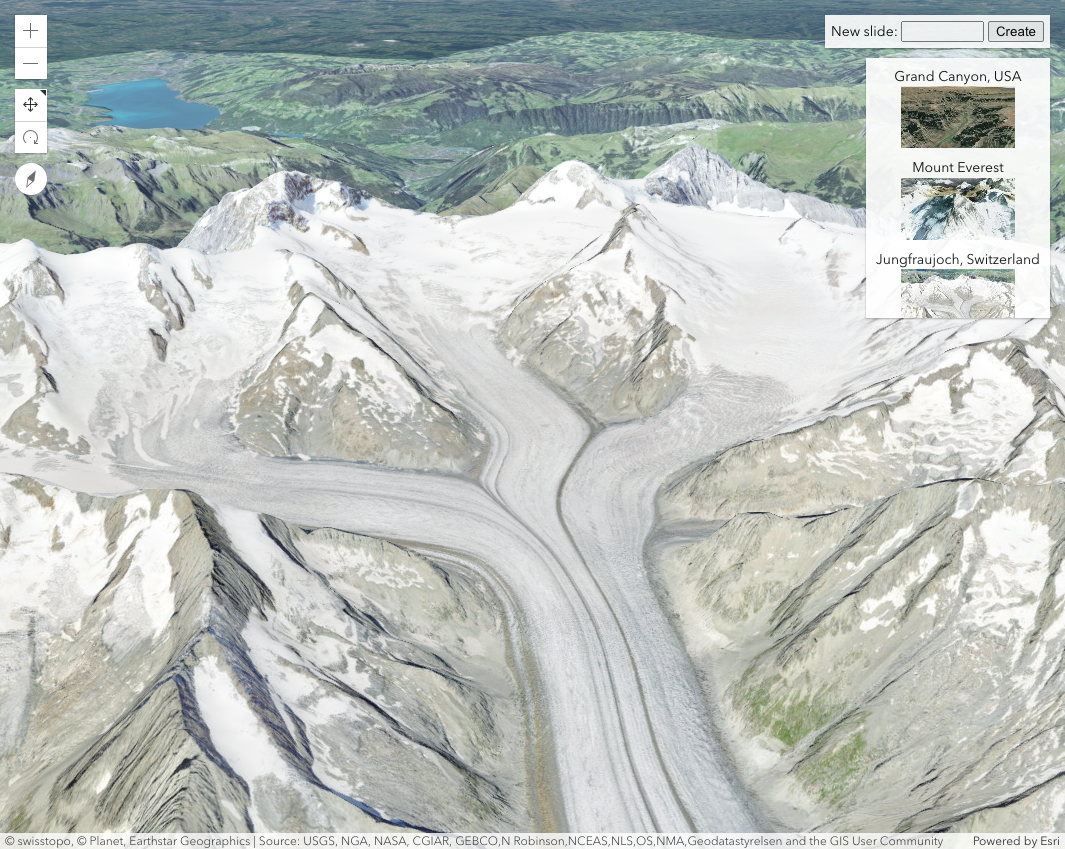 New slide: Create
Grand Canyon, USA
Mount Everest
Jungfraujoch, Switzerland
© swisstopo, © Planet, Earthstar Geographics | Source: USGS, NGA, NASA, CGIAR, GEBCO,N Robinson,NCEAS,NLS,OS,NMA,Geodatastyrelsen and the GIS User Community Powered by Esri